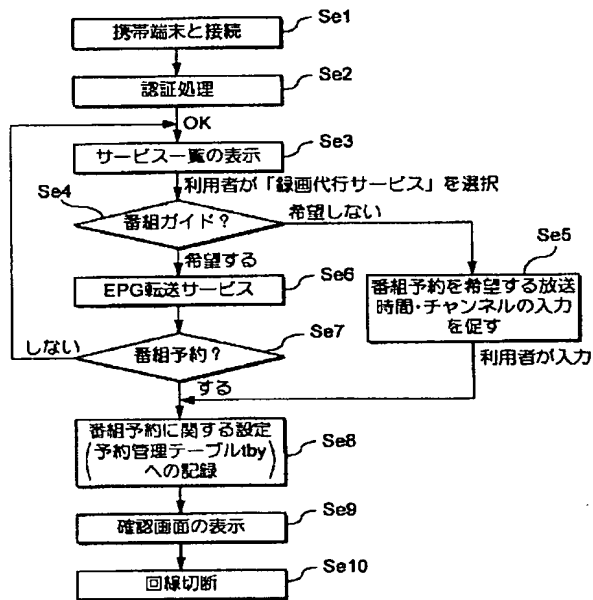 携帯端末と接続
Se1
認証処理
Se2
OK
サービス一覧の表示
Se3
利用者が「録画代行サービス」を選択
Se4
番組ガイド?
希望しない
希望する
Se5
番組予約を希望する放送
時間・チャンネルの入力
を促す
利用者が入力
EPG転送サービス
Se6
しない
番組予約?
Se7
する
番組予約に関する設定
(予約管理テーブルtby
への記録)
Se8
確認画面の表示
Se9
回線切断
Se10